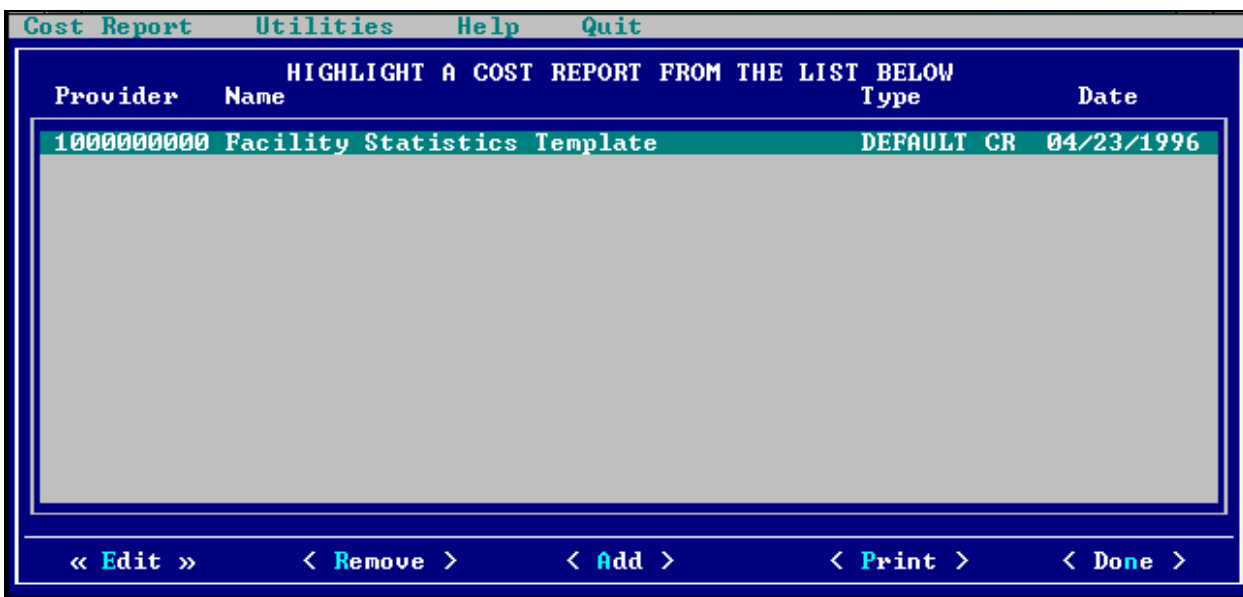 Cost Report Utilities Help Quit
HIGHLIGHT A COST REPORT FROM THE LIST BELOW
Provider Name Type Date
1000000000 Facility Statistics Template DEFAULT CR 04/23/1996
« Edit » < Remove > < Add > < Print > < Done >